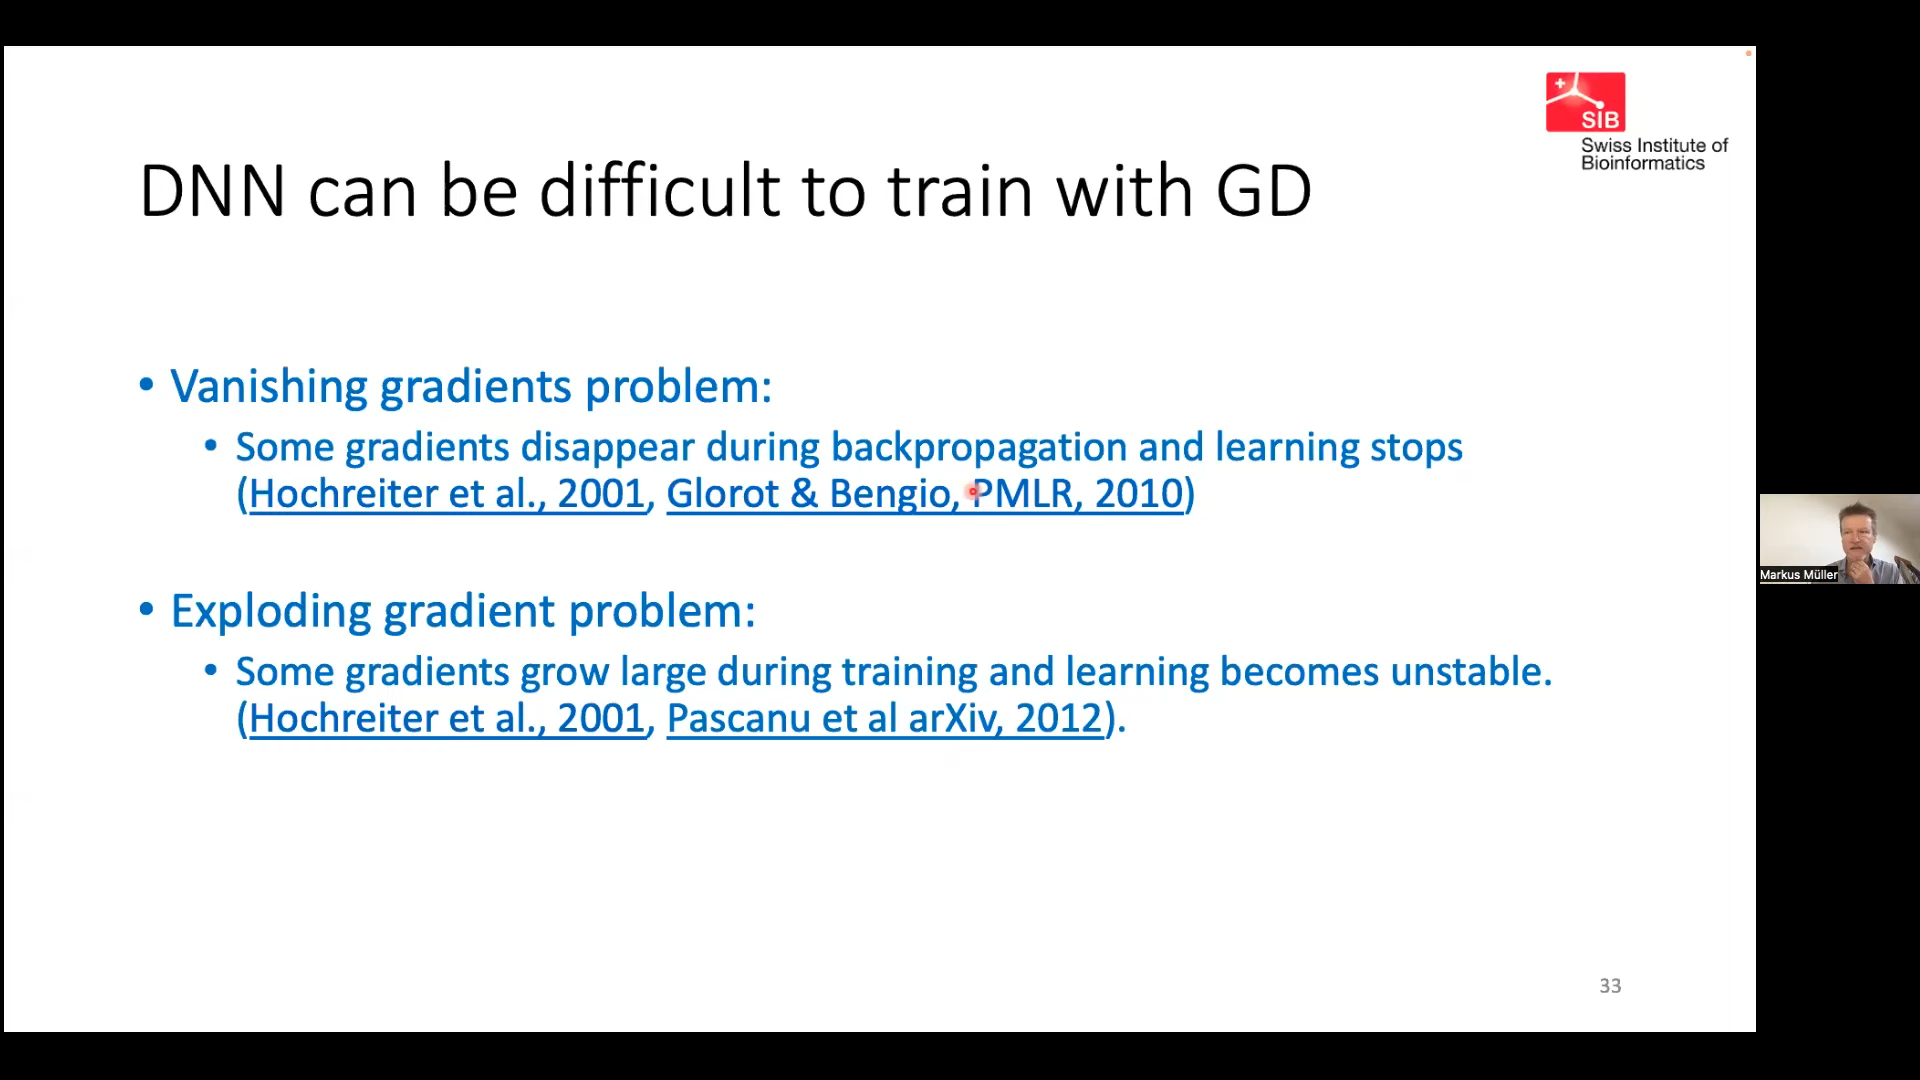 SIB
Swiss Institute of
Bioinformatics
DNN can be difficult to train with GD
• Vanishing gradients problem:
• Some gradients disappear during backpropagation and learning stops
(Hochreiter et al., 2001, Glorot & Bengio, PMLR, 2010)
• Exploding gradient problem:
• Some gradients grow large during training and learning becomes unstable.
(Hochreiter et al., 2001, Pascanu et al arXiv, 2012).
Markus Müller
33